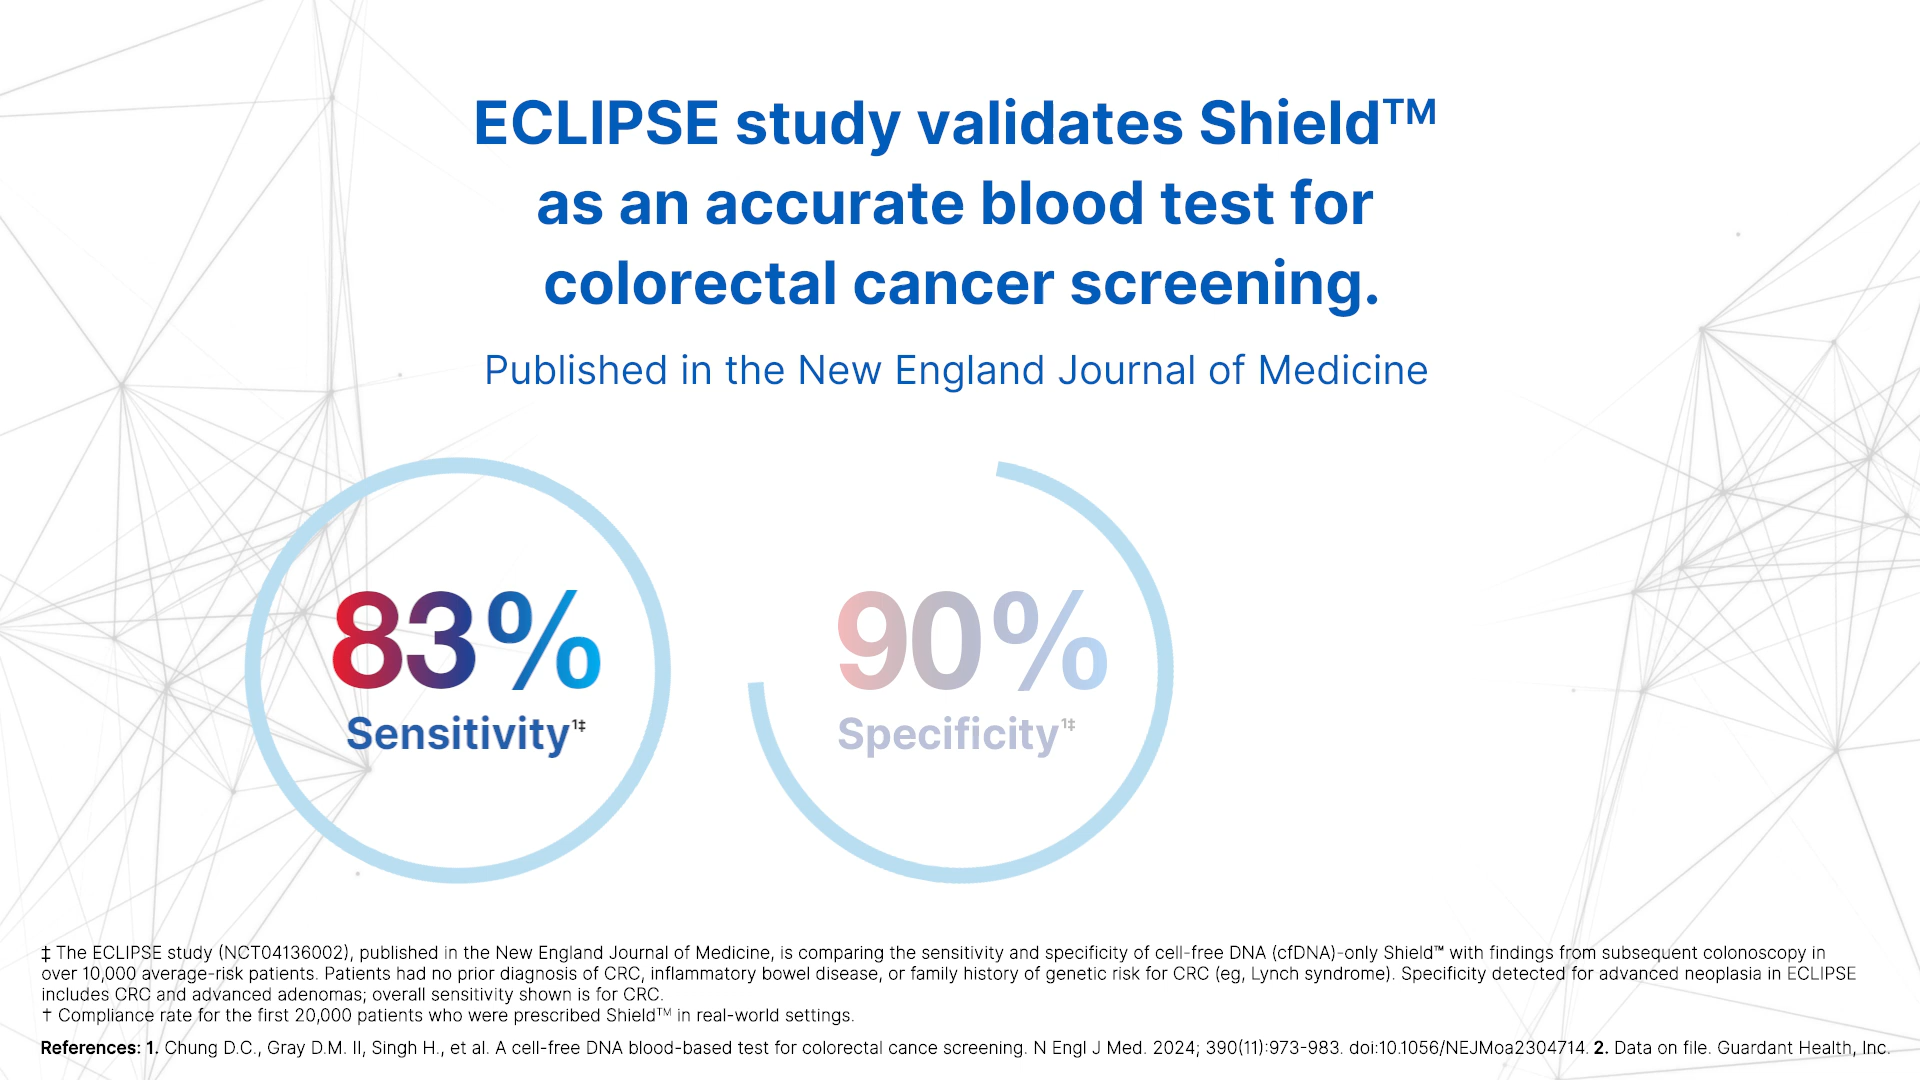 ECLIPSE study validates Shield™
as an accurate blood test for
colorectal cancer screening.
Published in the New England Journal of Medicine
83%
Sensitivity¹‡
90%
Specificity¹‡
‡ The ECLIPSE study (NCT04136002), published in the New England Journal of Medicine, is comparing the sensitivity and specificity of cell-free DNA (cfDNA)-only Shield™ with findings from subsequent colonoscopy in
over 10,000 average-risk patients. Patients had no prior diagnosis of CRC, inflammatory bowel disease, or family history of genetic risk for CRC (eg, Lynch syndrome). Specificity detected for advanced neoplasia in ECLIPSE
includes CRC and advanced adenomas; overall sensitivity shown is for CRC.
† Compliance rate for the first 20,000 patients who were prescribed Shield™ in real-world settings.
References: 1. Chung D.C., Gray D.M. II, Singh H., et al. A cell-free DNA blood-based test for colorectal cance screening. N Engl J Med. 2024; 390(11):973-983. doi:10.1056/NEJMoa2304714. 2. Data on file. Guardant Health, Inc.